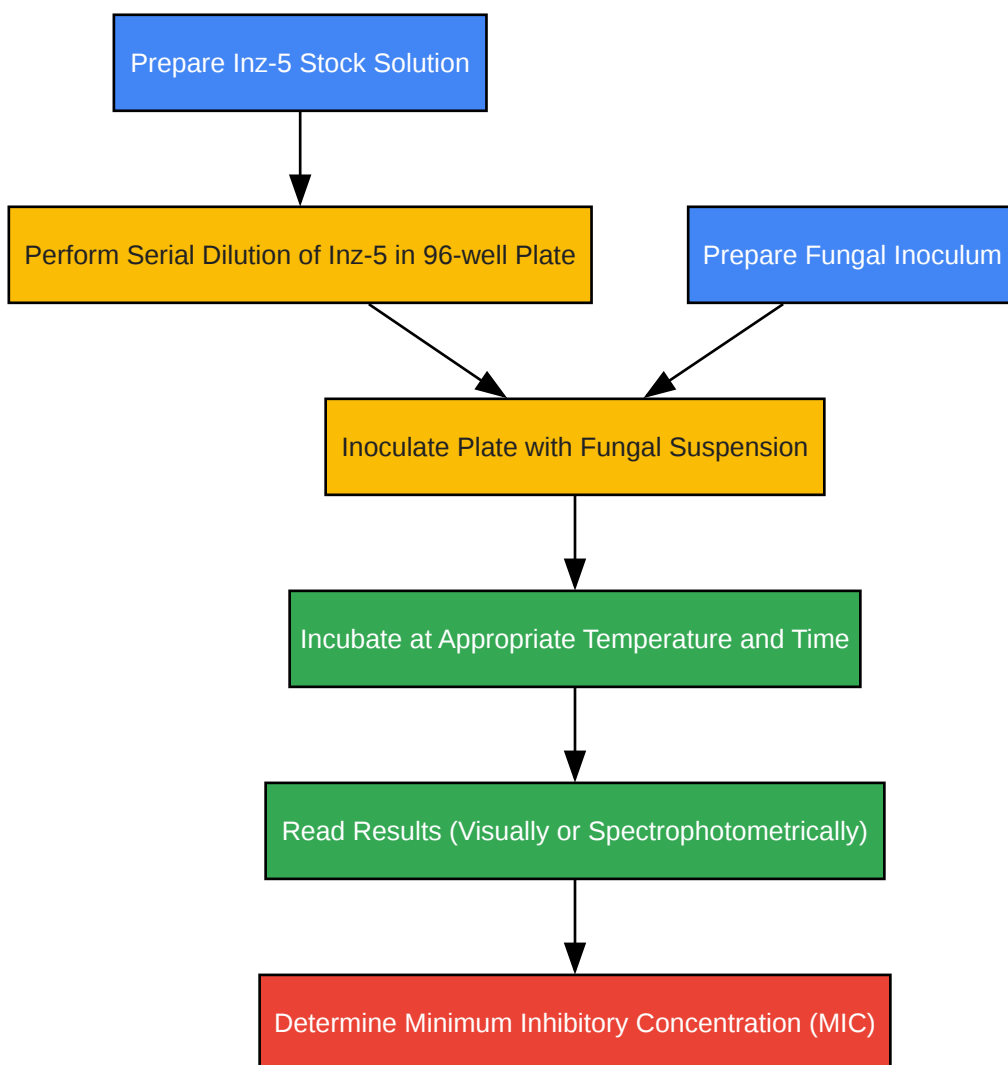 Prepare Inz-5 Stock Solution
Perform Serial Dilution of Inz-5 in 96-well Plate
Prepare Fungal Inoculum
Inoculate Plate with Fungal Suspension
Incubate at Appropriate Temperature and Time
Read Results (Visually or Spectrophotometrically)
Determine Minimum Inhibitory Concentration (MIC)